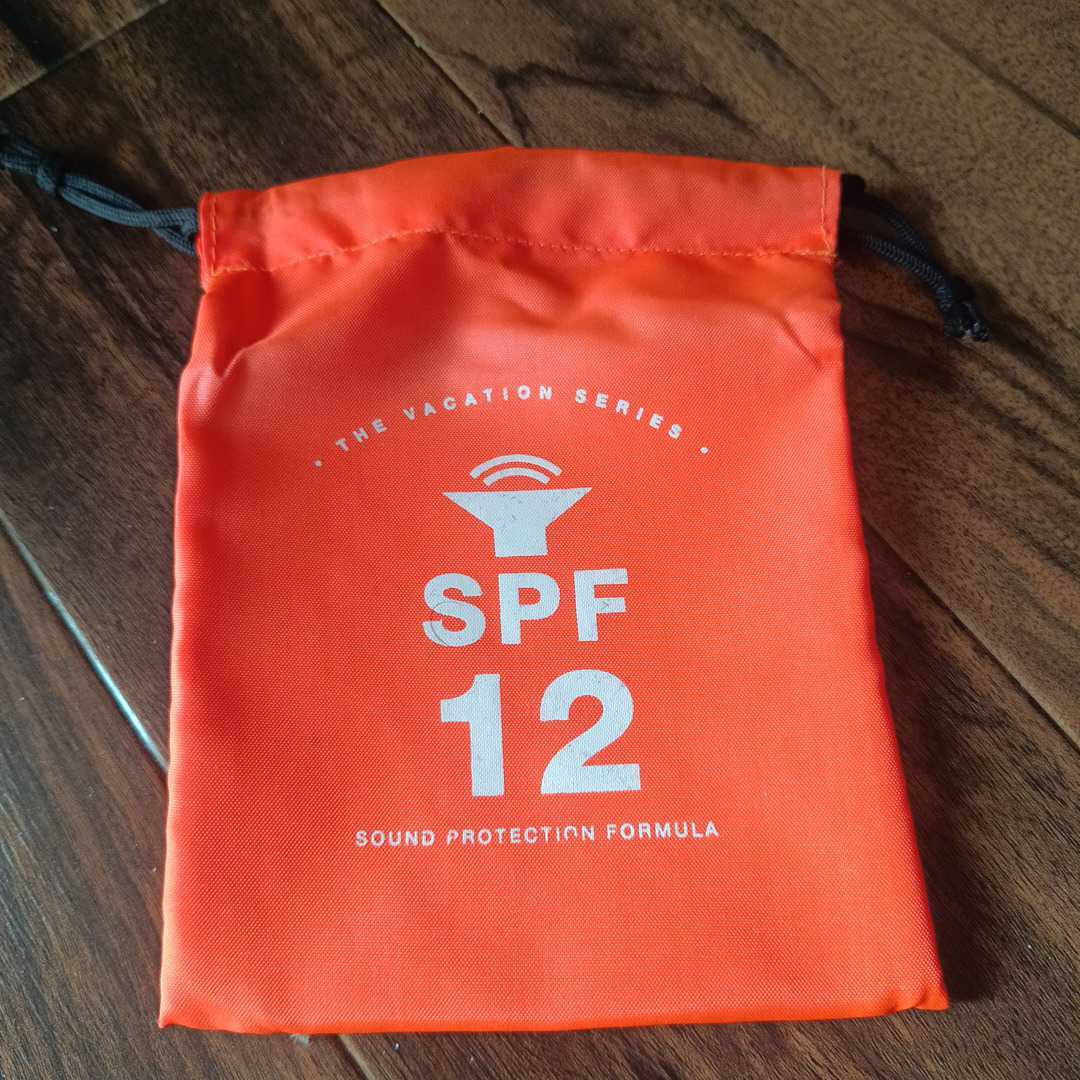 • THE VACATION SERIES •
SPF
12
SOUND PROTECTION FORMULA